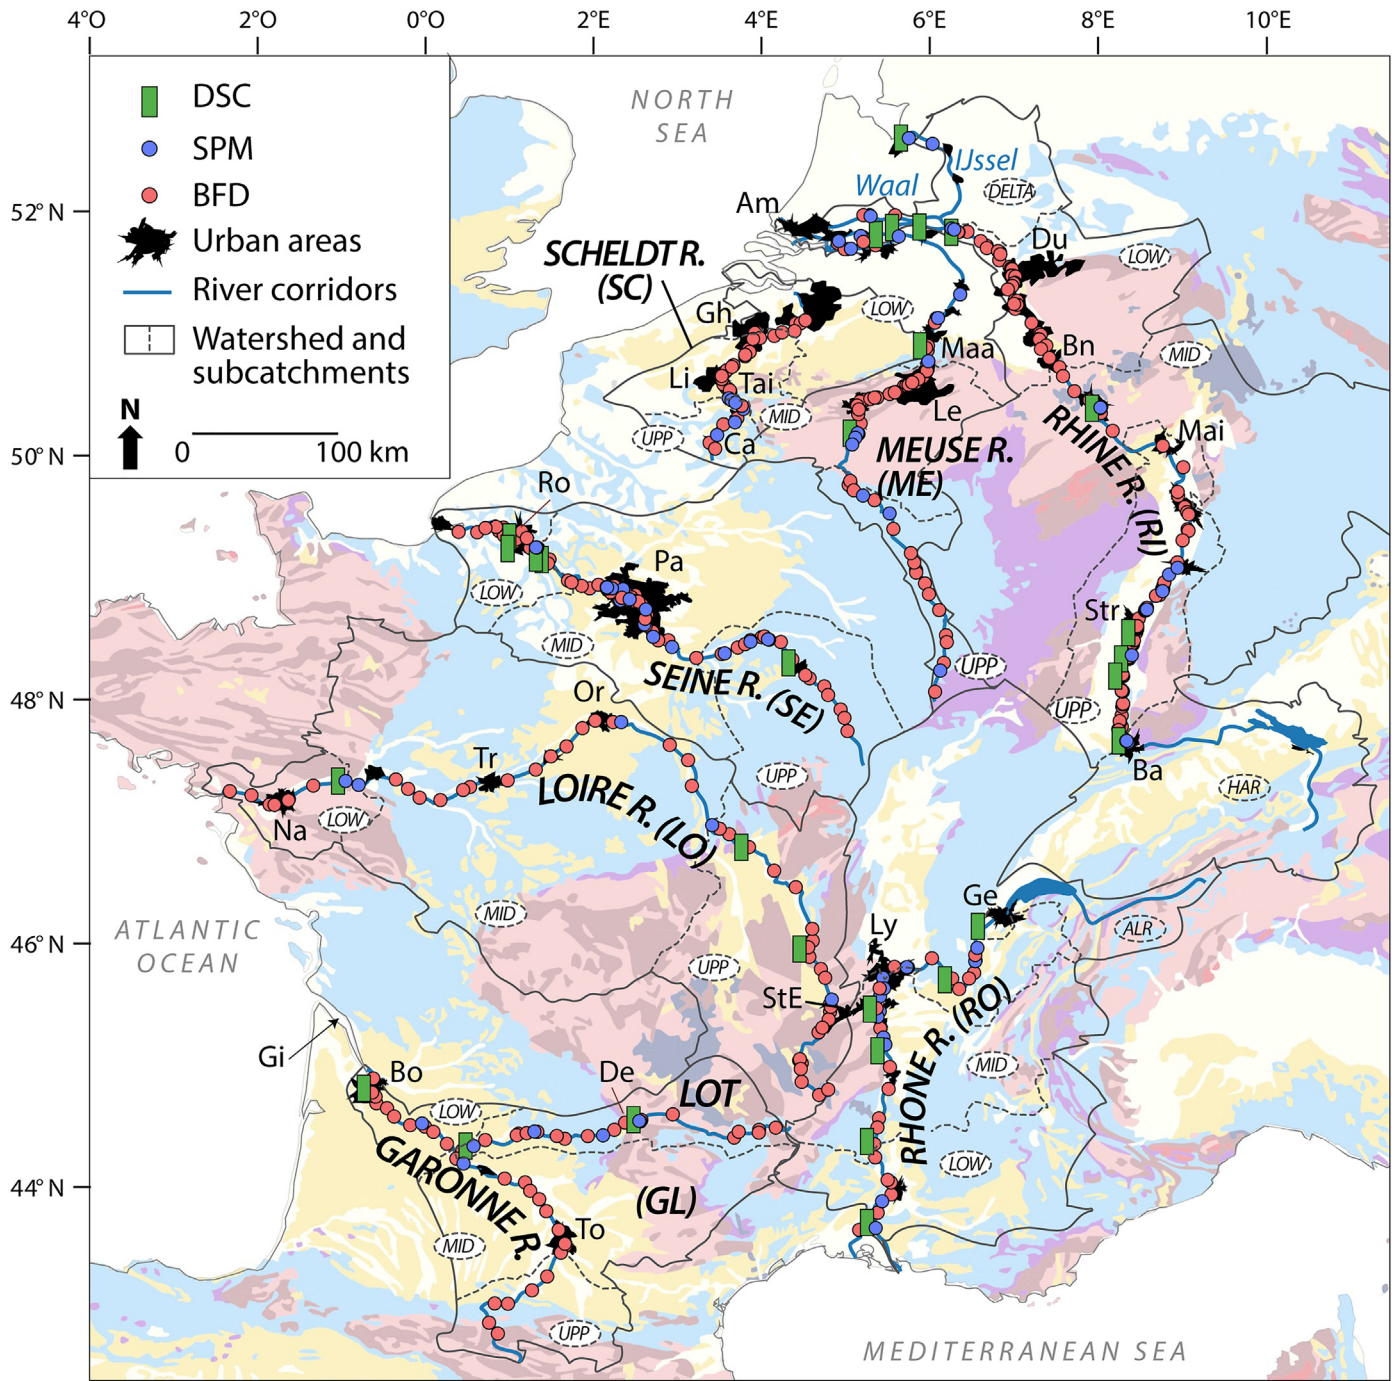 4°O 2°O 0°O 2°E 4°E 6°E 8°E 10°E
DSC
SPM
BFD
Urban areas
River corridors
Watershed and
subcatchments
N
0 100 km
NORTH
SEA
52°N
50°N
48°N
46°N
44°N
IJssel
Waal
DELTA
Am
Du
LOW
SCHELDT R.
(SC)
Gh
LOW
Maa
Bn
MID
Li
Tai
Le
MID
UPP
Ca
RHINE R. (RI)
Mai
MEUSE R.
(ME)
Ro
Pa
LOW
MID
Str
UPP
UPP
SEINE R. (SE)
Or
Tr
LOIRE R. (LO)
UPP
Ba
HAR
Na
LOW
MID
Ge
ALR
ATLANTIC
OCEAN
Ly
UPP
StE
RHONE R. (RO)
MID
Gi
Bo
De
LOT
LOW
GARONNE R.
(GL)
LOW
To
MID
UPP
MEDITERRANEAN SEA